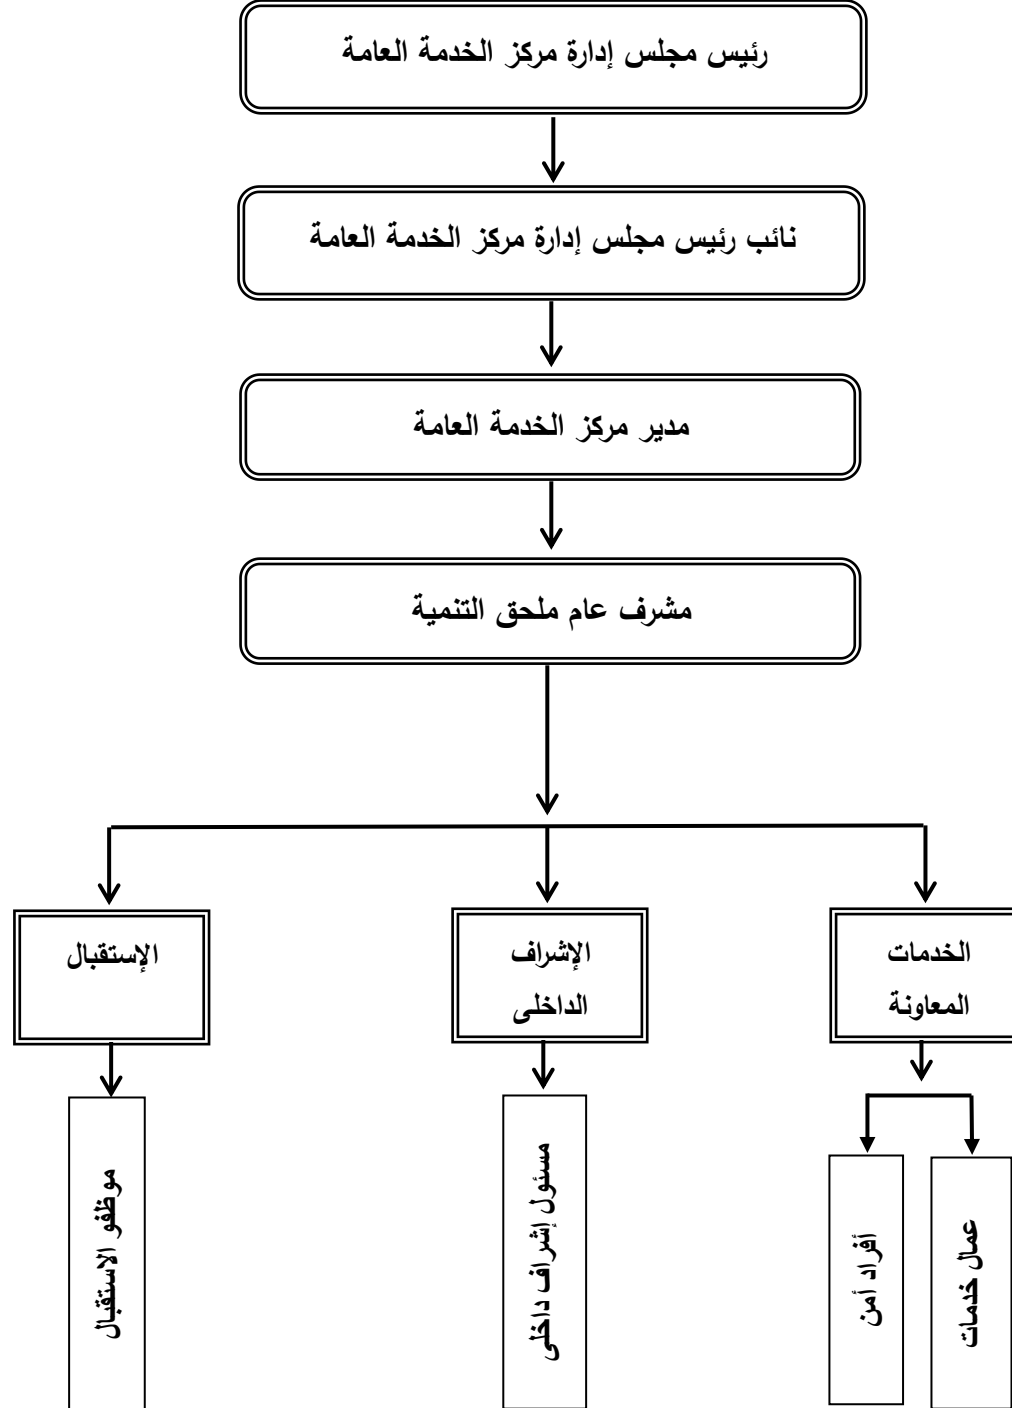 رئيس مجلس إدارة مركز الخدمة العامة
نائب رئيس مجلس إدارة مركز الخدمة العامة
مدير مركز الخدمة العامة
مشرف عام ملحق التنمية
الخدمات
المعاونة
الإشراف
الداخلى
الإستقبال
عمال خدمات
أفراد أمن
مسئول إشراف داخلى
موظفو الاستقبال